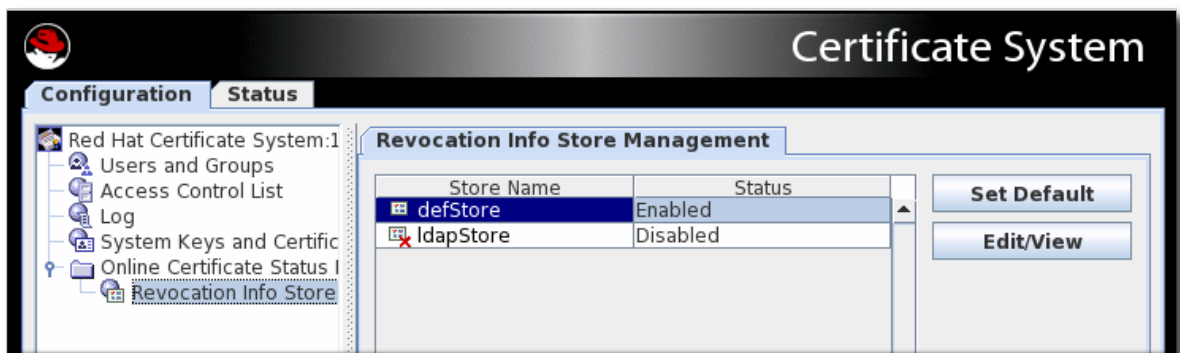 Certificate System
Configuration Status
Red Hat Certificate System:1
Users and Groups
Access Control List
Log
System Keys and Certific
Online Certificate Status
Revocation Info Store
Revocation Info Store Management
Store Name Status
defStore Enabled
ldapStore Disabled
Set Default
Edit/View